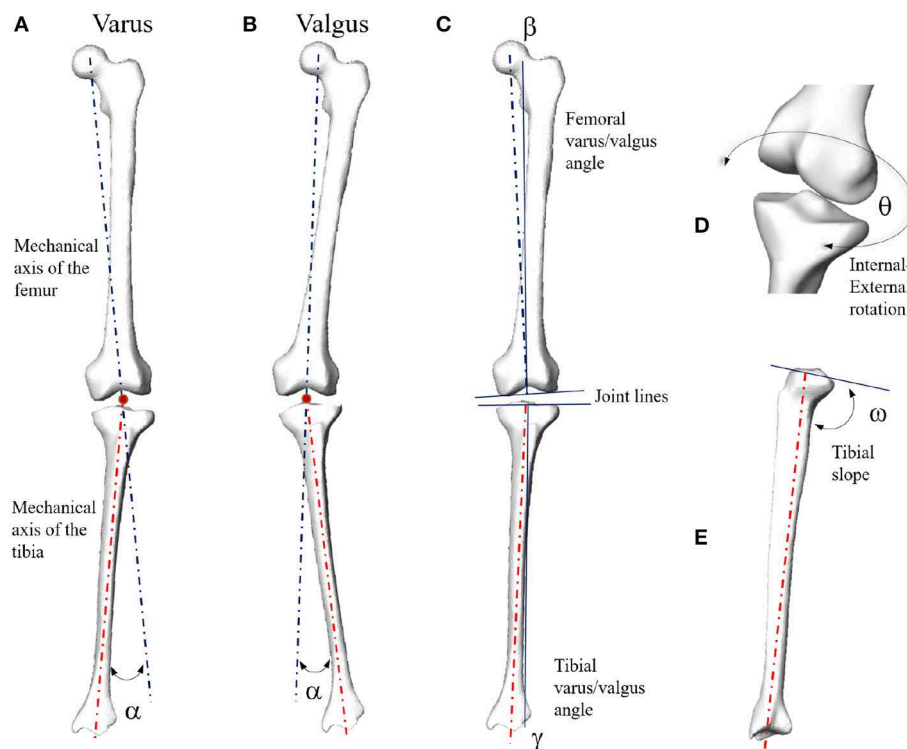 A
Varus
B
Valgus
C
β
Femoral
varus/valgus
angle
Mechanical
axis of the
femur
D
θ
Internal-
Externa
rotation
Joint lines
Mechanical
axis of the
tibia
α
α
Tibial
varus/valgus
angle
γ
ω
Tibial
slope
E